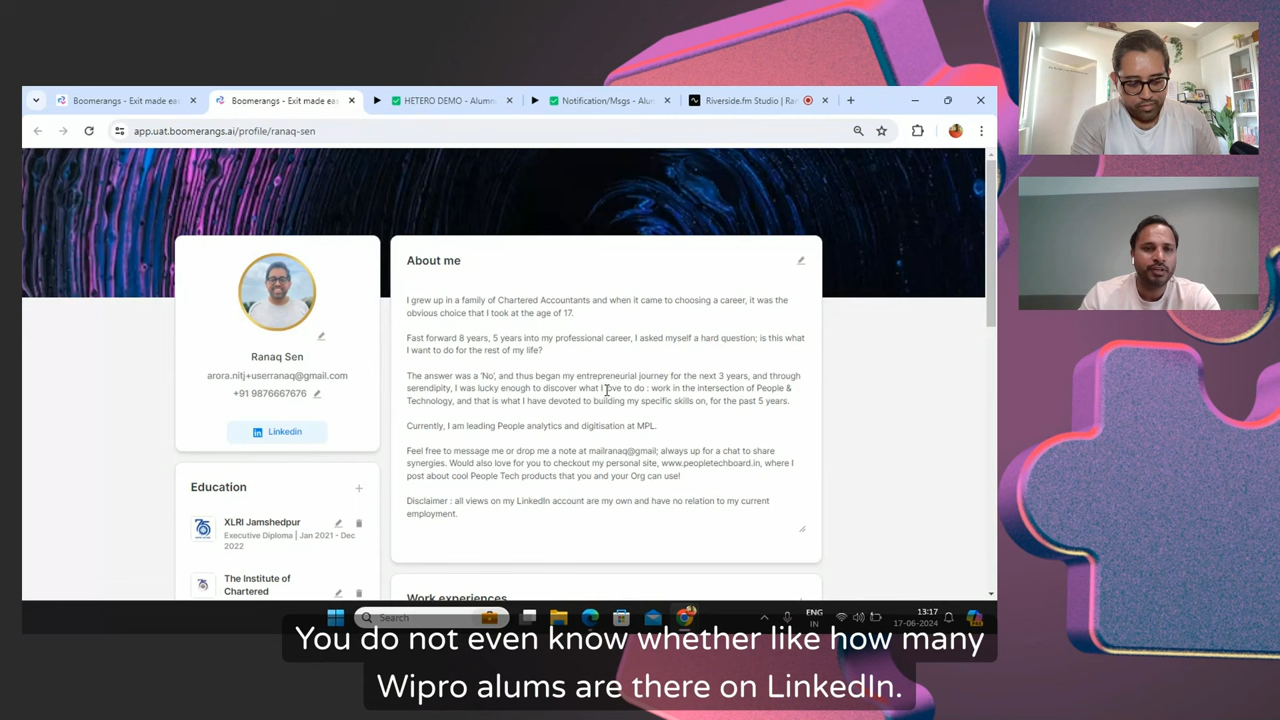 Boomerangs - Exit made eas
Boomerangs - Exit made eas
HETERO DEMO - Alumn
Notification/Msgs - Alu
Riverside.fm Studio | Ra
app.uat.boomerangs.ai/profile/ranaq-sen
Ranaq Sen
arora.nitj+userranaq@gmail.com
+91 9876667676
Linkedin
Education
XLRI Jamshedpur
Executive Diploma | Jan 2021 - Dec
2022
The Institute of
Chartered
About me
I grew up in a family of Chartered Accountants and when it came to choosing a career, it was the
obvious choice that I took at the age of 17.
Fast forward 8 years, 5 years into my professional career, I asked myself a hard question; is this what
I want to do for the rest of my life?
The answer was a 'No', and thus began my entrepreneurial journey for the next 3 years, and through
serendipity, I was lucky enough to discover what I love to do : work in the intersection of People &
Technology, and that is what I have devoted to building my specific skills on, for the past 5 years.
Currently, I am leading People analytics and digitisation at MPL.
Feel free to message me or drop me a note at mailranaq@gmail; always up for a chat to share
synergies. Would also love for you to checkout my personal site, www.peopletechboard.in, where I
post about cool People Tech products that you and your Org can use!
Disclaimer : all views on my LinkedIn account are my own and have no relation to my current
employment.
Work experiences
Search
ENG
IN
13:17
17-06-2024
You do not even know whether like how many
Wipro alums are there on LinkedIn.